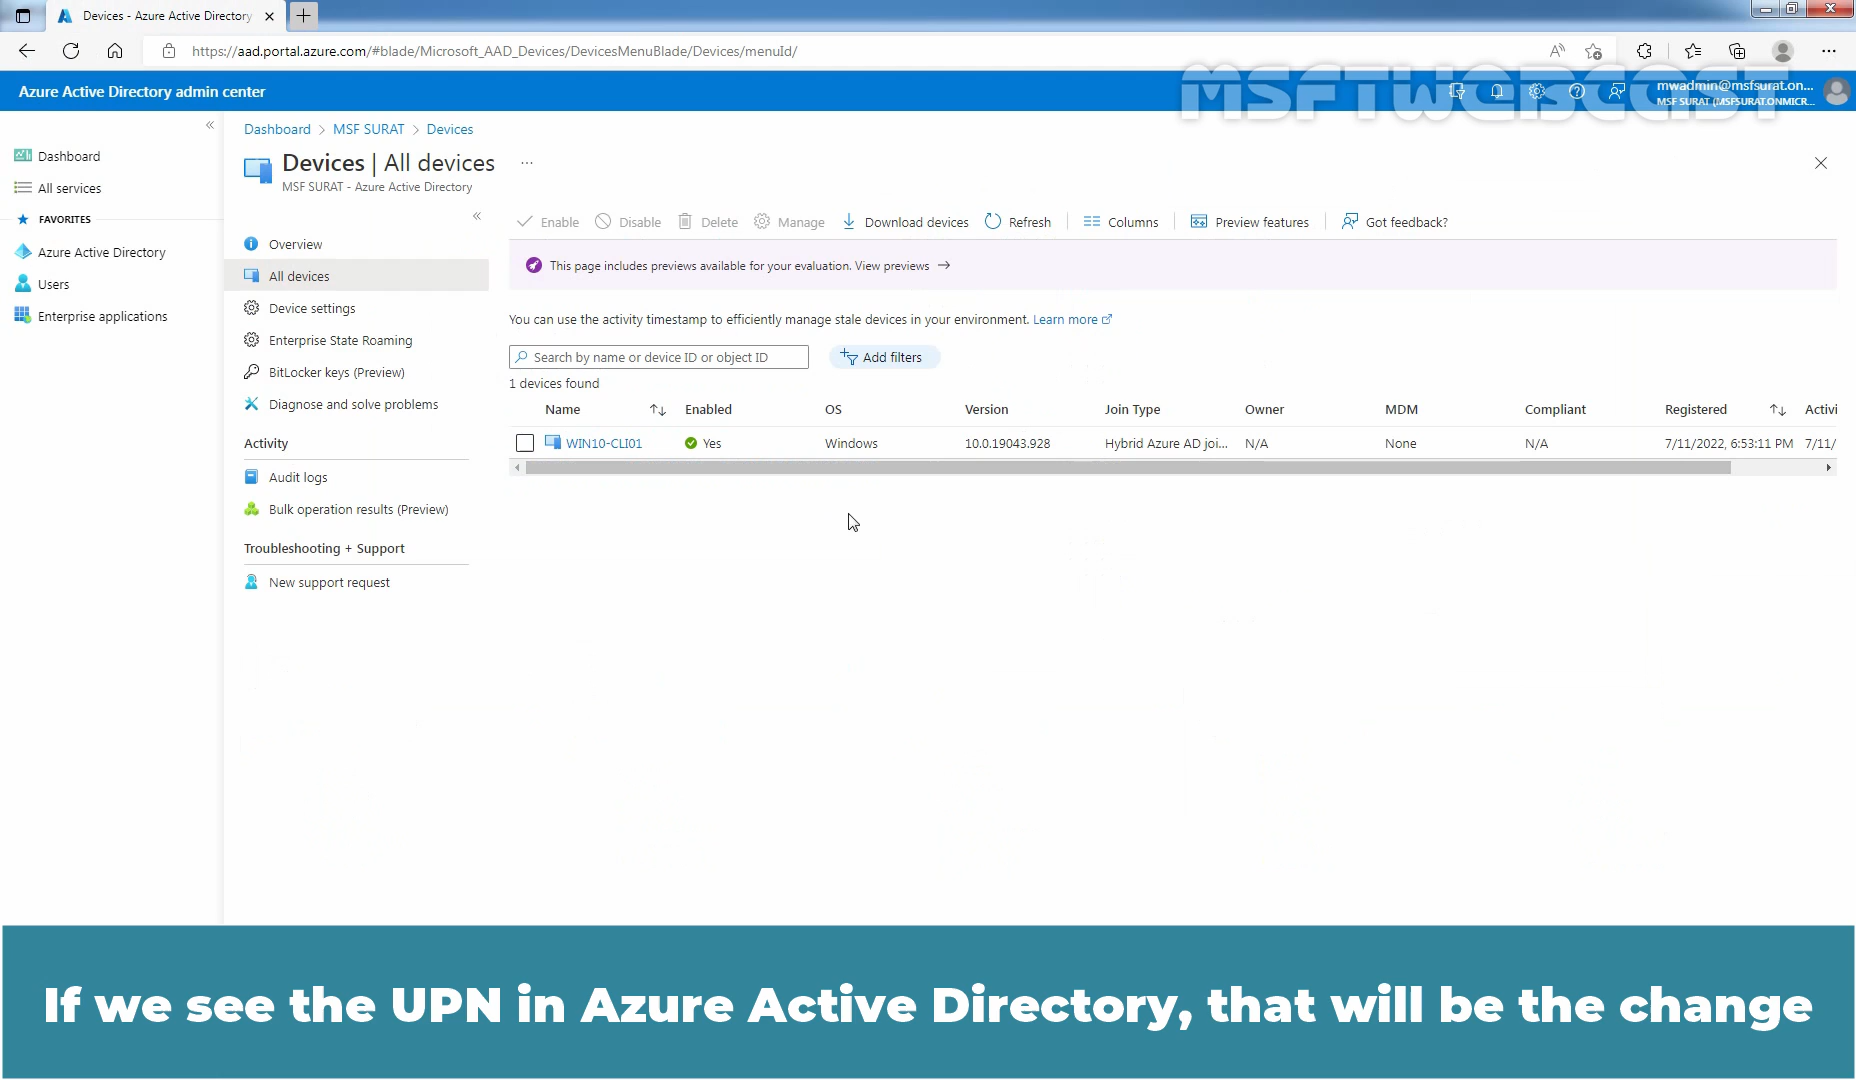 Devices - Azure Active Directory
https://aad.portal.azure.com/#blade/Microsoft_AAD_Devices/DevicesMenuBlade/Devices/menuId/
MSFTWEBCAST
Azure Active Directory admin center
mwadmin@msfsurat.on...
MSF SURAT (MSFSURAT.ONMICR...
Dashboard > MSF SURAT > Devices
Devices | All devices ...
MSF SURAT - Azure Active Directory
Dashboard
All services
FAVORITES
Azure Active Directory
Users
Enterprise applications
Overview
All devices
Device settings
Enterprise State Roaming
BitLocker keys (Preview)
Diagnose and solve problems
Activity
Audit logs
Bulk operation results (Preview)
Troubleshooting + Support
New support request
Enable Disable Delete Manage Download devices Refresh Columns Preview features Got feedback?
This page includes previews available for your evaluation. View previews →
You can use the activity timestamp to efficiently manage stale devices in your environment. Learn more
Search by name or device ID or object ID Add filters
1 devices found
Name Enabled OS Version Join Type Owner MDM Compliant Registered Activi
WIN10-CLI01 Yes Windows 10.0.19043.928 Hybrid Azure AD joi... N/A None N/A 7/11/2022, 6:53:11 PM 7/11/
If we see the UPN in Azure Active Directory, that will be the change